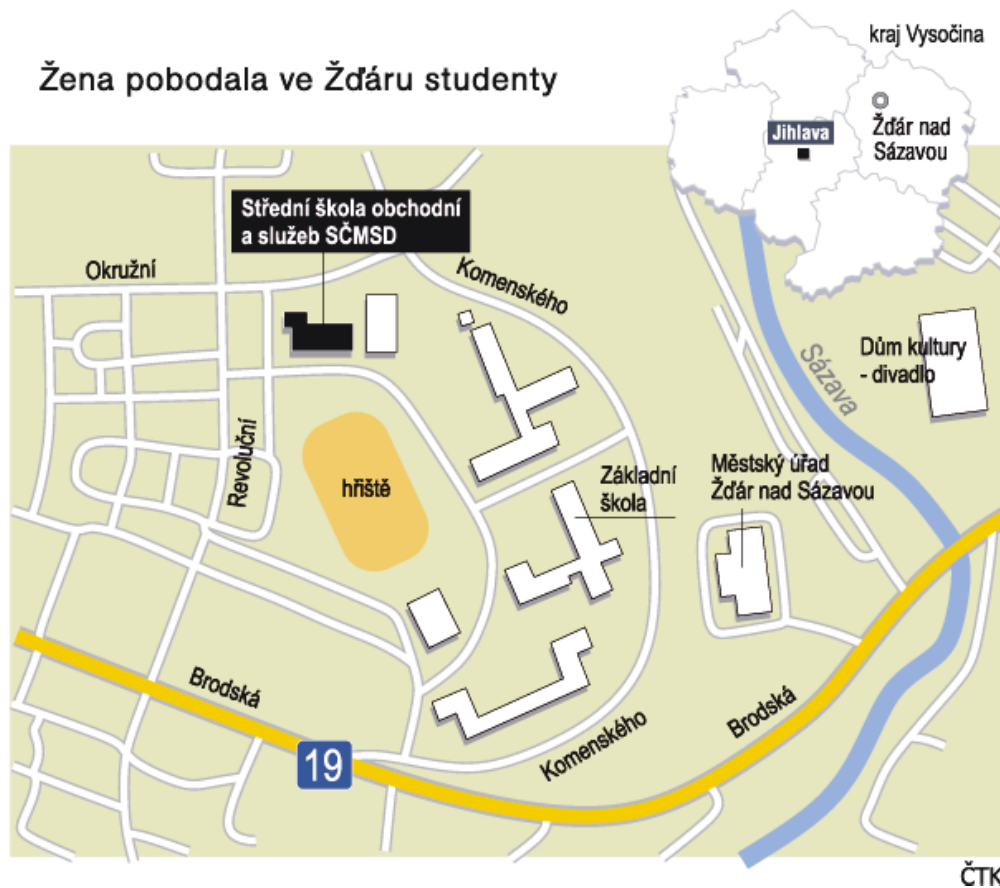 Žena pobodala ve Žďáru studenty
kraj Vysočina
Jihlava
Žďár nad
Sázavou
Střední škola obchodní
a služeb SČMSD
Okružní
Komenského
Sázava
Dům kultury
- divadlo
Revoluční
hřiště
Základní
škola
Městský úřad
Žďár nad Sázavou
Brodská
19
Komenského
Brodská
ČTK